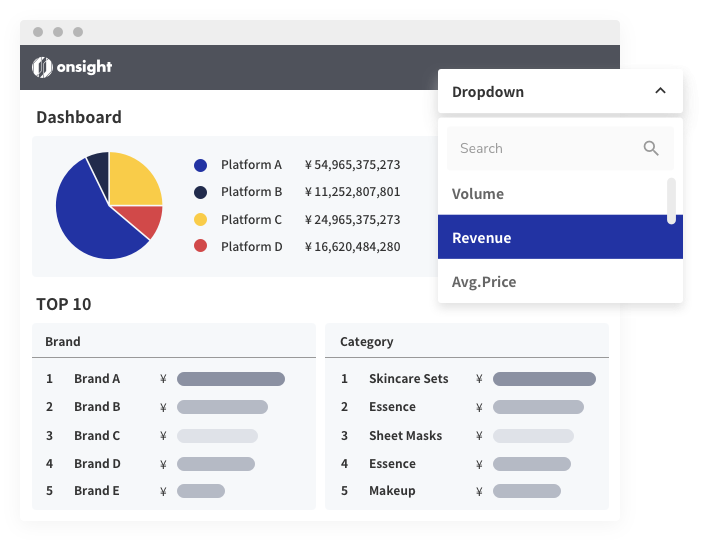 onsight
Dropdown
Dashboard
Search
Platform A ¥ 54,965,375,273
Platform B ¥ 11,252,807,801
Platform C ¥ 24,965,375,273
Platform D ¥ 16,620,484,280
Volume
Revenue
Avg.Price
TOP 10
Brand
1 Brand A ¥
2 Brand B ¥
3 Brand C ¥
4 Brand D ¥
5 Brand E ¥
Category
1 Skincare Sets ¥
2 Essence ¥
3 Sheet Masks ¥
4 Essence ¥
5 Makeup ¥